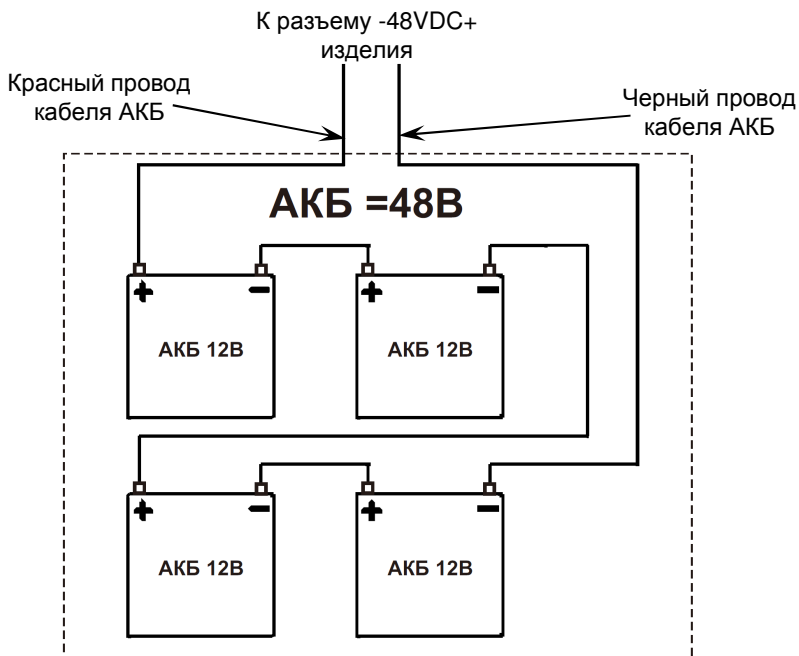 К разъему -48VDC+
изделия
Красный провод
кабеля АКБ
Черный провод
кабеля АКБ
АКБ =48В
+ - + -
АКБ 12В АКБ 12В
+ - + -
АКБ 12В АКБ 12В